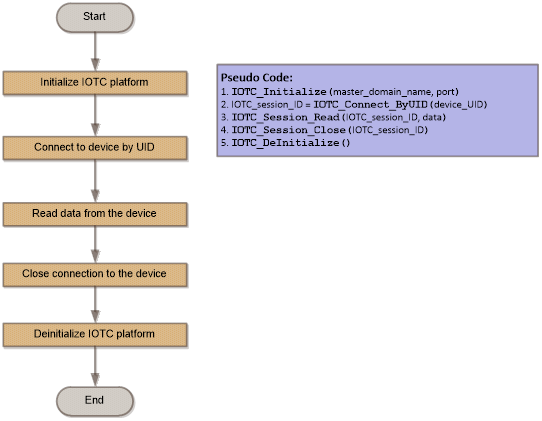 Start
Initialize IOTC platform
Connect to device by UID
Read data from the device
Close connection to the device
Deinitialize IOTC platform
End
Pseudo Code:
1. IOTC_Initialize (master_domain_name, port)
2. IOTC_session_ID = IOTC_Connect_ByUID (device_UID)
3. IOTC_Session_Read (IOTC_session_ID, data)
4. IOTC_Session_Close (IOTC_session_ID)
5. IOTC_DeInitialize ()